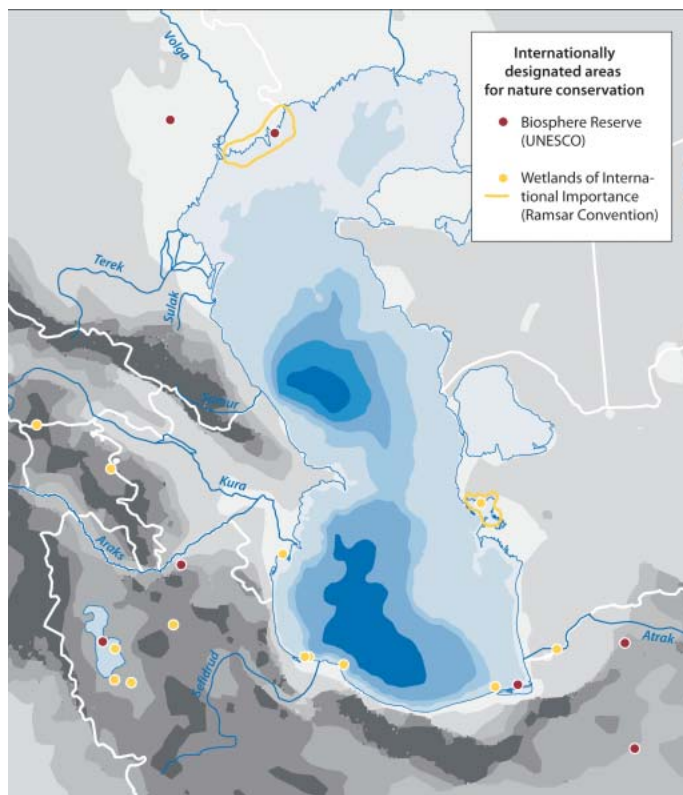 Volga
Internationally
designated areas
for nature conservation
Biosphere Reserve
(UNESCO)
Wetlands of Interna-
tional Importance
(Ramsar Convention)
Terek
Sulak
Samur
Kura
Araks
Sefidrud
Atrak